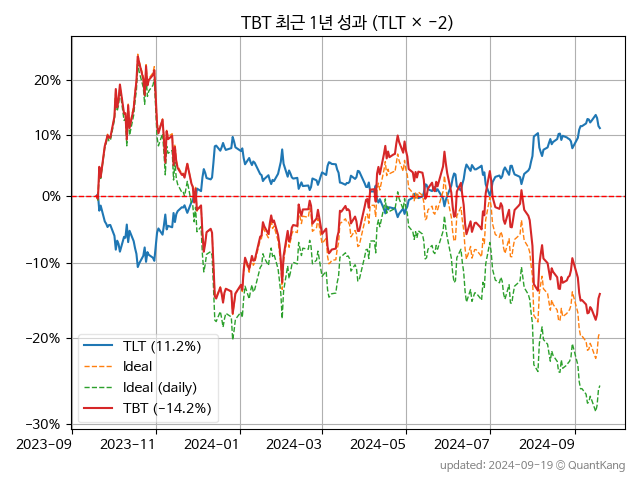 TBT 최근 1년 성과 (TLT × −2)
20%
10%
0%
−10%
−20%
−30%
TLT (11.2%)
Ideal
Ideal (daily)
TBT (−14.2%)
2023-09
2023-11
2024-01
2024-03
2024-05
2024-07
2024-09
updated: 2024-09-19 © QuantKang